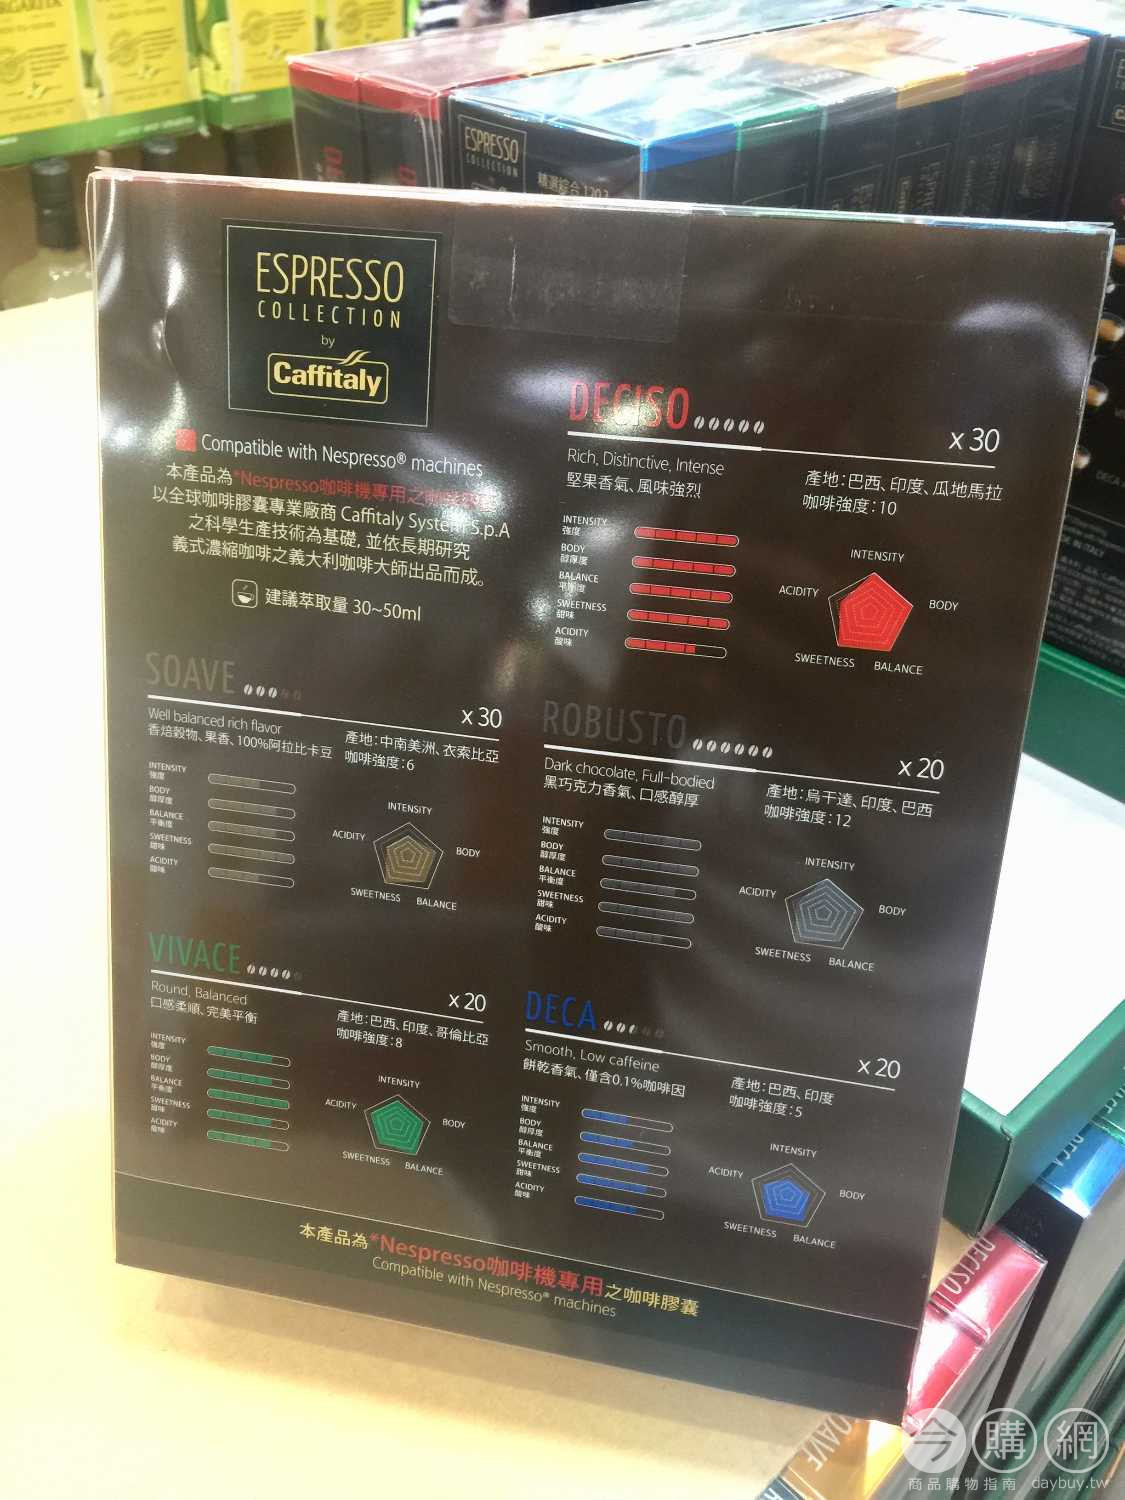 ESPRESSO
COLLECTION
精選綜合 120
ESPRESSO
COLLECTION
by
Caffitaly
Compatible with Nespresso® machines
本產品為*Nespresso咖啡機專用之咖啡膠囊
以全球咖啡膠囊專業廠商 Caffitaly System S.p.A
之科學生產技術為基礎, 並依長期研究
義式濃縮咖啡之義大利咖啡大師出品而成。
建議萃取量 30~50ml
DECISO
x 30
Rich, Distinctive, Intense
堅果香氣、風味強烈
產地:巴西、印度、瓜地馬拉
咖啡強度:10
INTENSITY
強度
BODY
醇厚度
BALANCE
平衡度
SWEETNESS
甜味
ACIDITY
酸味
INTENSITY
ACIDITY
BODY
SWEETNESS
BALANCE
SOAVE
x 30
Well balanced rich flavor
香焙穀物、果香、100%阿拉比卡豆
產地:中南美洲、衣索比亞
咖啡強度:6
INTENSITY
強度
BODY
醇厚度
BALANCE
平衡度
SWEETNESS
甜味
ACIDITY
酸味
INTENSITY
ACIDITY
BODY
SWEETNESS
BALANCE
ROBUSTO
x 20
Dark chocolate, Full-bodied
黑巧克力香氣、口感醇厚
產地:烏干達、印度、巴西
咖啡強度:12
INTENSITY
強度
BODY
醇厚度
BALANCE
平衡度
SWEETNESS
甜味
ACIDITY
酸味
INTENSITY
ACIDITY
BODY
SWEETNESS
BALANCE
VIVACE
x 20
Round, Balanced
口感柔順、完美平衡
產地:巴西、印度、哥倫比亞
咖啡強度:8
INTENSITY
強度
BODY
醇厚度
BALANCE
平衡度
SWEETNESS
甜味
ACIDITY
酸味
INTENSITY
ACIDITY
BODY
SWEETNESS
BALANCE
DECA
x 20
Smooth, Low caffeine
餅乾香氣、僅含0.1%咖啡因
產地:巴西、印度
咖啡強度:5
INTENSITY
強度
BODY
醇厚度
BALANCE
平衡度
SWEETNESS
甜味
ACIDITY
酸味
INTENSITY
ACIDITY
BODY
SWEETNESS
BALANCE
本產品為*Nespresso咖啡機專用之咖啡膠囊
Compatible with Nespresso® machines
DECISO
今購網
商品購物指南 daybuy.tw